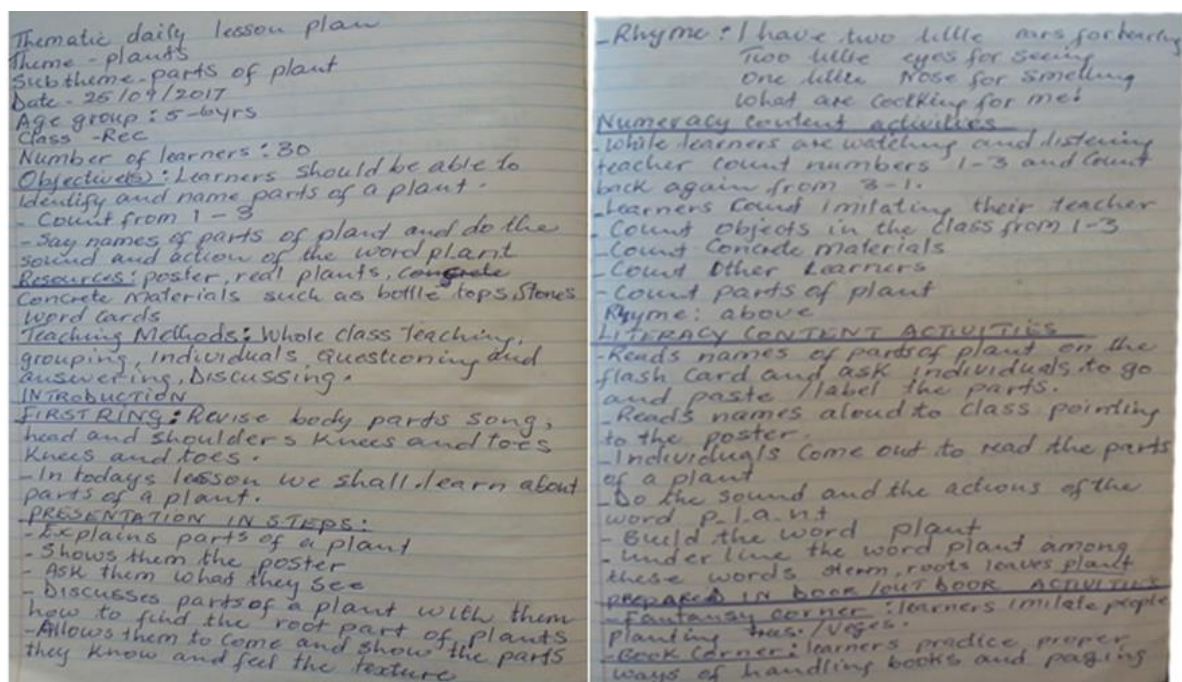 Thematic daily lesson plan
Theme - plants
Subtheme - parts of plant
Date - 25/09/2017
Age group : 5-6yrs
Class - Rec
Number of learners : 30
Objective(s) : Learners should be able to
Identify and name parts of a plant.
- Count from 1 - 3
- Say names of parts of plant and do the
sound and action of the word plant
Resources : poster, real plants,
Concrete materials such as bottle tops, Stones
word cards
Teaching Methods : Whole class teaching,
grouping, individuals questioning and
answering, Discussing.
INTRODUCTION
FIRST RING : Revise body parts song,
head and shoulders knees and toes
Knees and toes.
- In todays lesson we shall learn about
parts of a plant.
PRESENTATION IN STEPS:
- Explains parts of a plant
- Shows them the poster
- Ask them what they see
- Discusses parts of a plant with them
how to find the root part of plants
- Allows them to come and show the parts
they know and feel the texture
- Rhyme : I have two little ears for hearing
Two little eyes for seeing
One little Nose for smelling
What are cooking for me!
Numeracy content activities
- While learners are watching and listening
teacher count numbers 1-3 and count
back again from 3-1.
- Learners count imitating their teacher
- Count objects in the class from 1-3
- Count Concrete materials
- Count Other Learners
- Count parts of plant
Rhyme : above
LITERACY CONTENT ACTIVITIES
- Reads names of parts of plant on the
flash card and ask individuals to go
and paste / label the parts.
- Reads names aloud to class pointing
to the poster.
- Individuals come out to read the parts
of a plant
- Do the sound and the actions of the
word p.l.a.n.t
- Build the word plant
- Under line the word plant among
these words stem, roots leaves plant
PREPARED IN DOOR / OUT DOOR ACTIVITIES
- Fantansy corner : learners imitate people
planting trees. / veges.
- Book Corner : learners practice proper
ways of handling books and paging